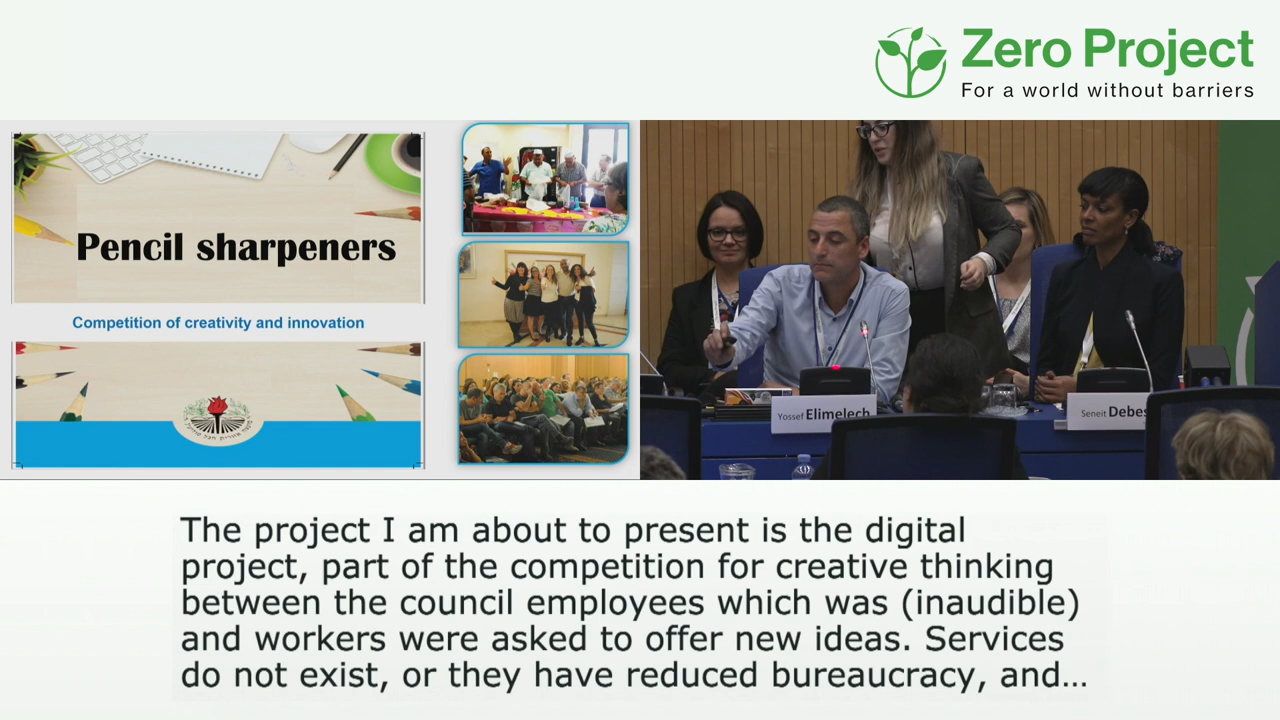 Zero Project
For a world without barriers
Pencil sharpeners
Competition of creativity and innovation
Yossef Elimelech
Seneit Debes
The project I am about to present is the digital
project, part of the competition for creative thinking
between the council employees which was (inaudible)
and workers were asked to offer new ideas. Services
do not exist, or they have reduced bureaucracy, and...